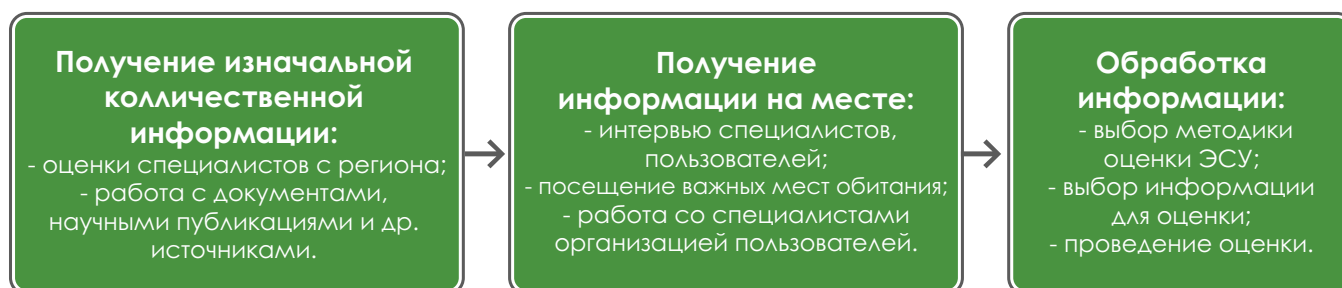 Получение изначальной
колличественной
информации:
- оценки специалистов с региона;
- работа с документами,
научными публикациями и др.
источниками.
Получение
информации на месте:
- интервью специалистов,
пользователей;
- посещение важных мест обитания;
- работа со специалистами
организацией пользователей.
Обработка
информации:
- выбор методики
оценки ЭСУ;
- выбор информации
для оценки;
- проведение оценки.